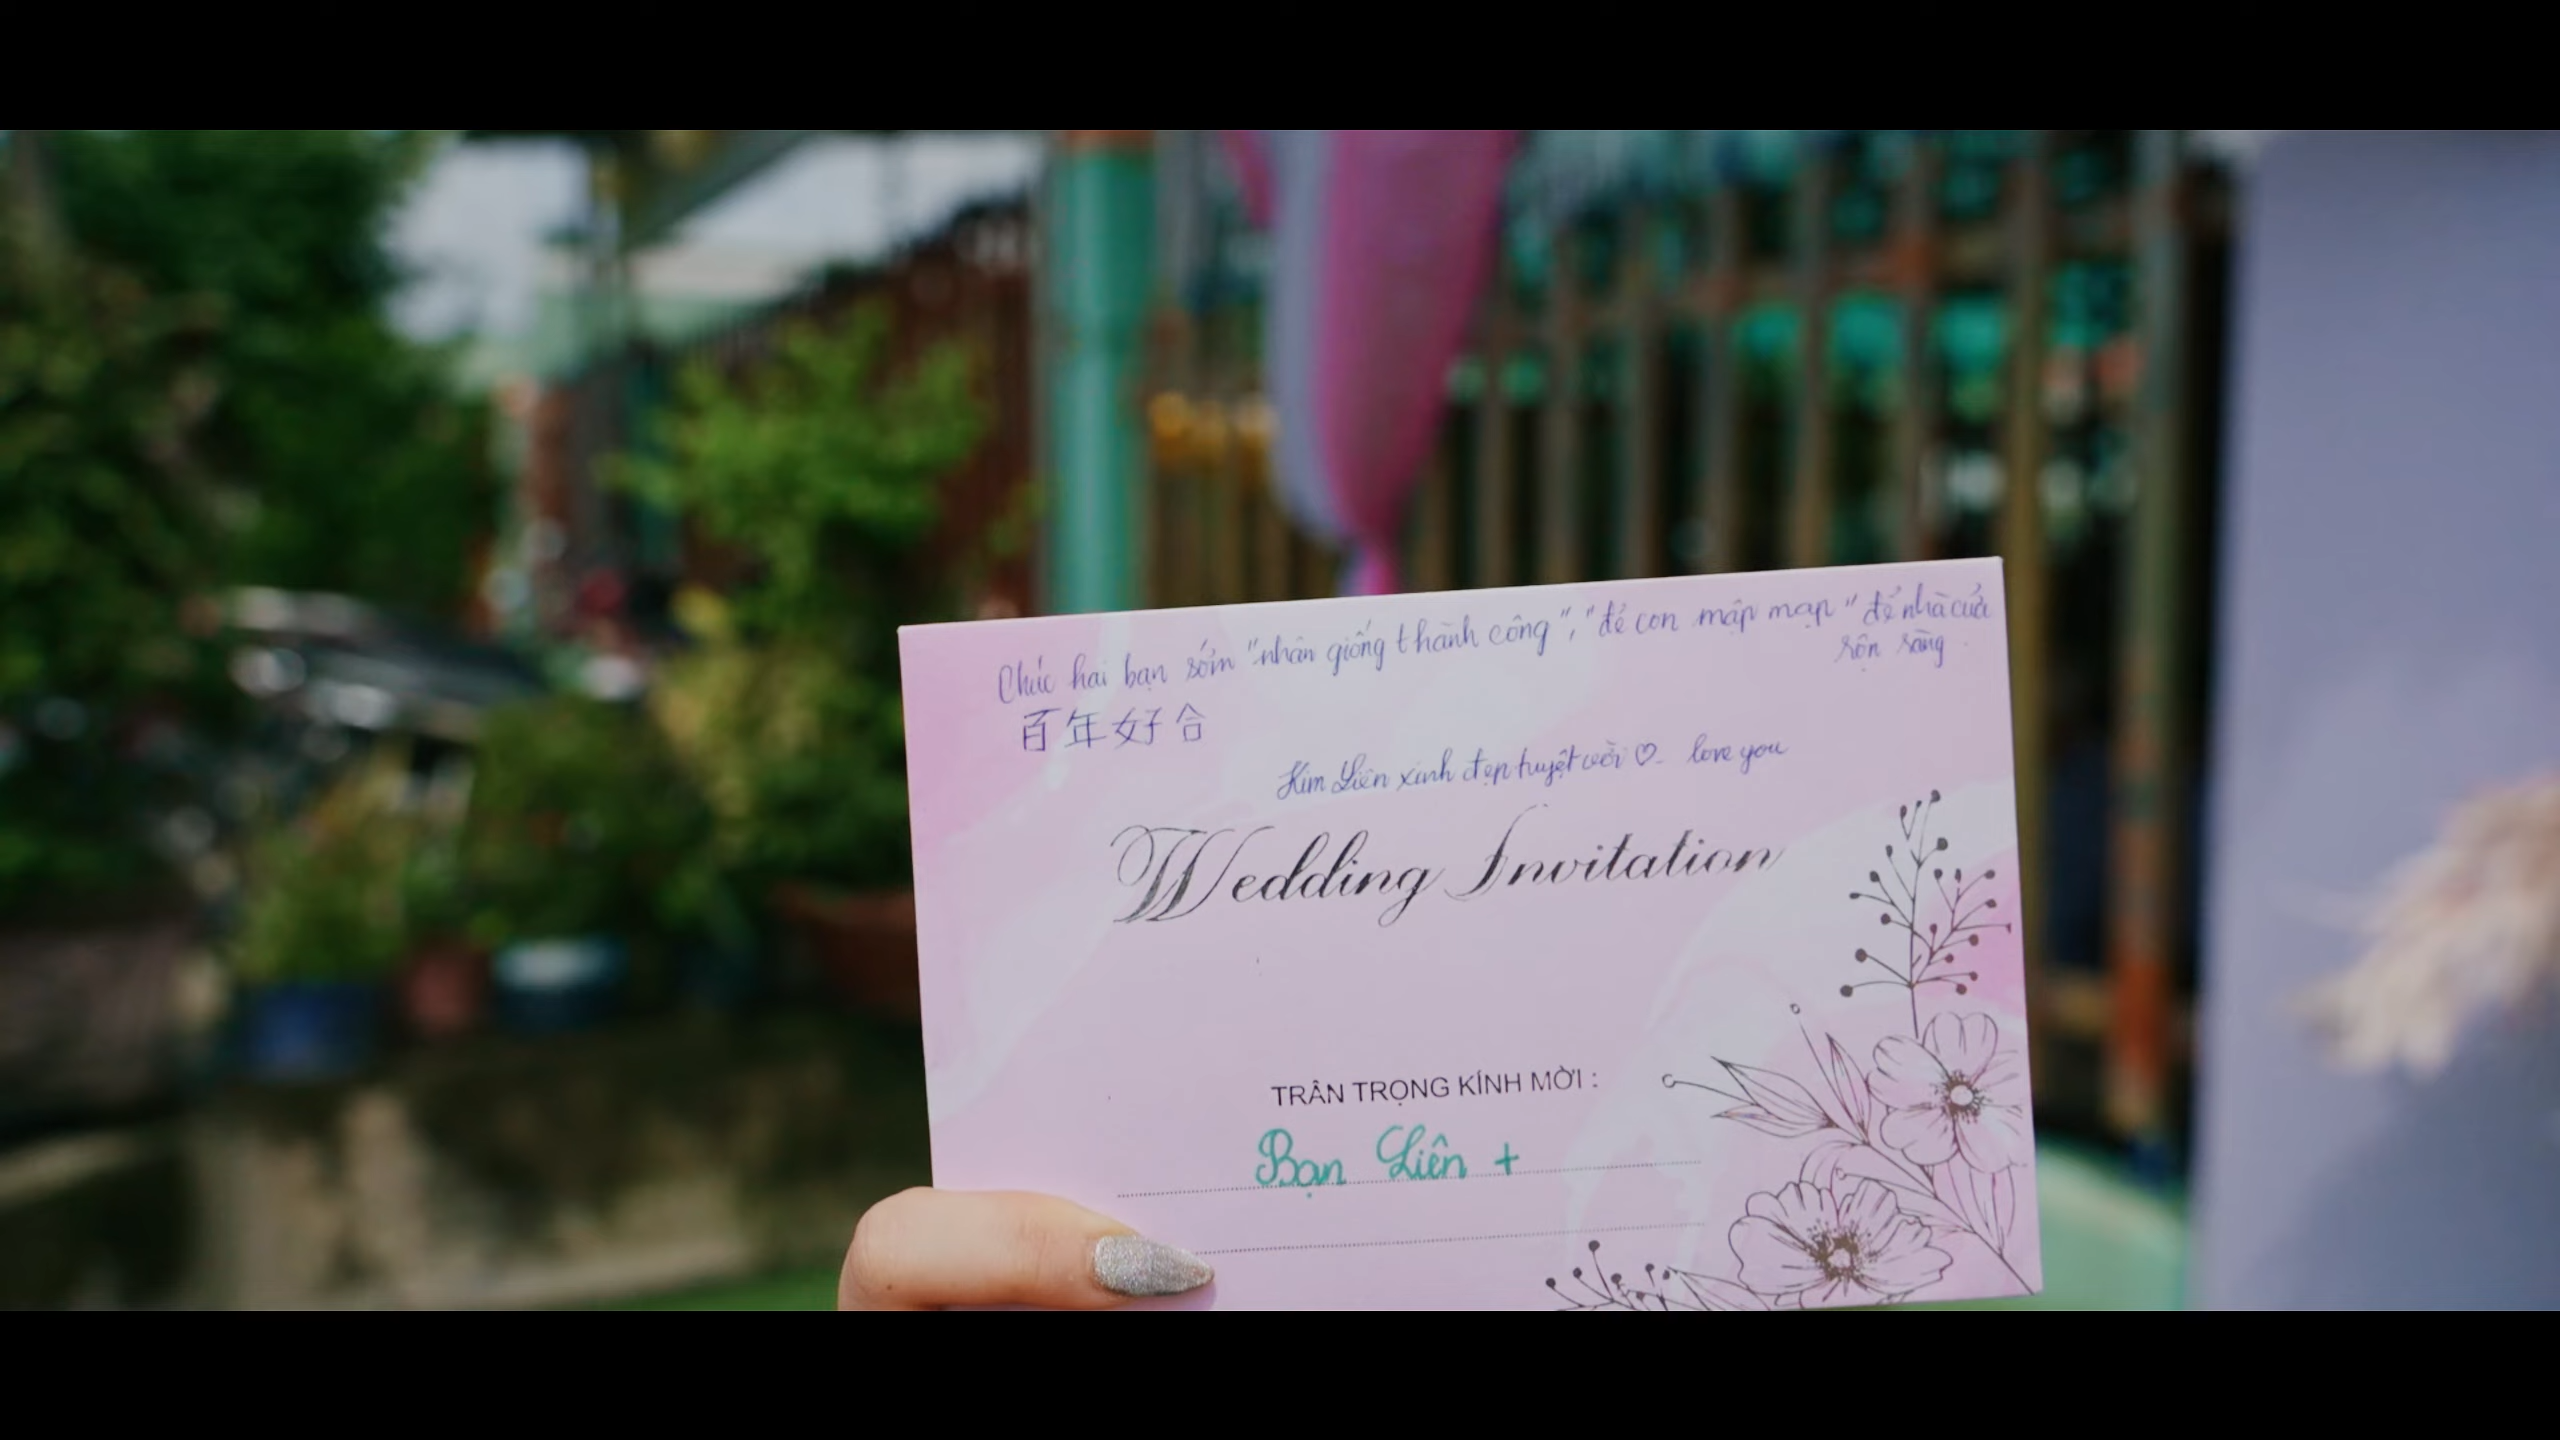 Chúc hai bạn sớm "nhân giống thành công", "đẻ con mập mạp" để nhà cửa
rộn ràng.
百年好合
Kim Liên xinh đẹp tuyệt vời ♡ love you
Wedding Invitation
TRÂN TRỌNG KÍNH MỜI :
Bạn Liên +